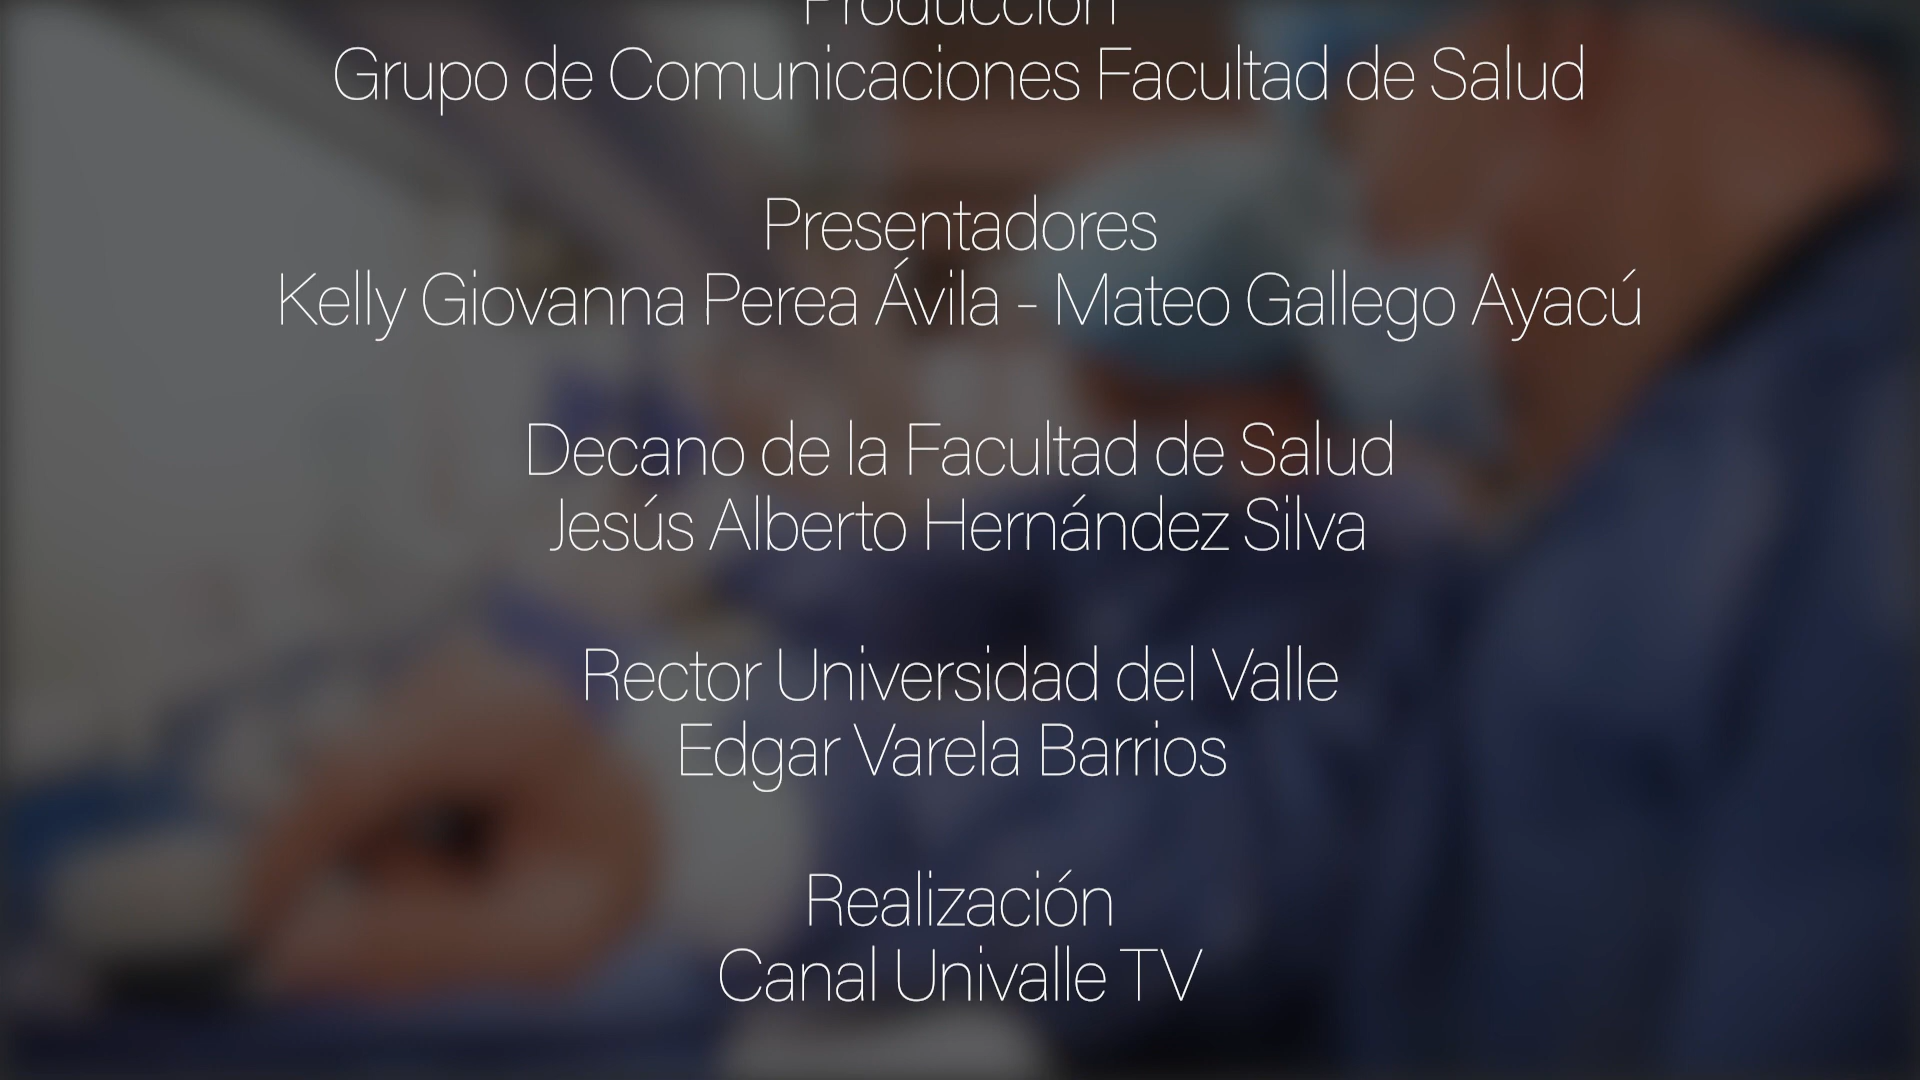 Producción
Grupo de Comunicaciones Facultad de Salud
Presentadores
Kelly Giovanna Perea Ávila - Mateo Gallego Ayacú
Decano de la Facultad de Salud
Jesús Alberto Hernández Silva
Rector Universidad del Valle
Edgar Varela Barrios
Realización
Canal Univalle TV